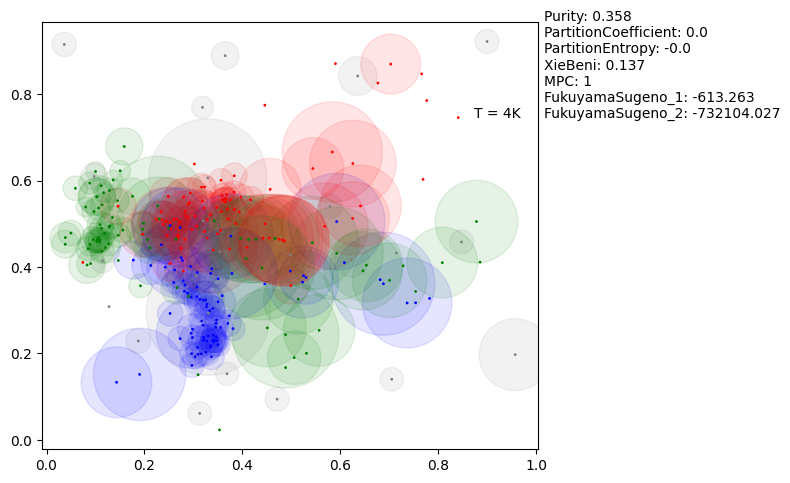 Purity: 0.358
PartitionCoefficient: 0.0
PartitionEntropy: -0.0
XieBeni: 0.137
MPC: 1
FukuyamaSugeno_1: -613.263
FukuyamaSugeno_2: -732104.027
T = 4K
0.8
0.6
0.4
0.2
0.0
0.0 0.2 0.4 0.6 0.8 1.0